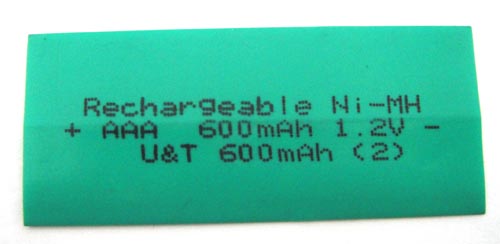 Rechargeable Ni-MH
+ AAA 600mAh 1.2V -
U&T 600mAh (2)